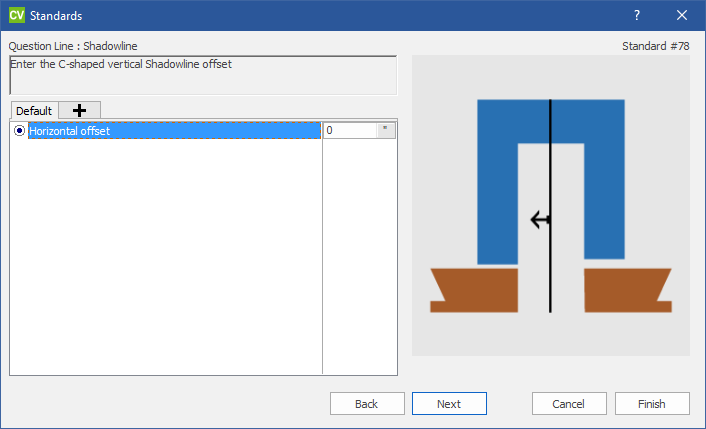 CV Standards ?
Question Line : Shadowline Standard #78
Enter the C-shaped vertical Shadowline offset
Default
Horizontal offset 0 "
Back Next Cancel Finish